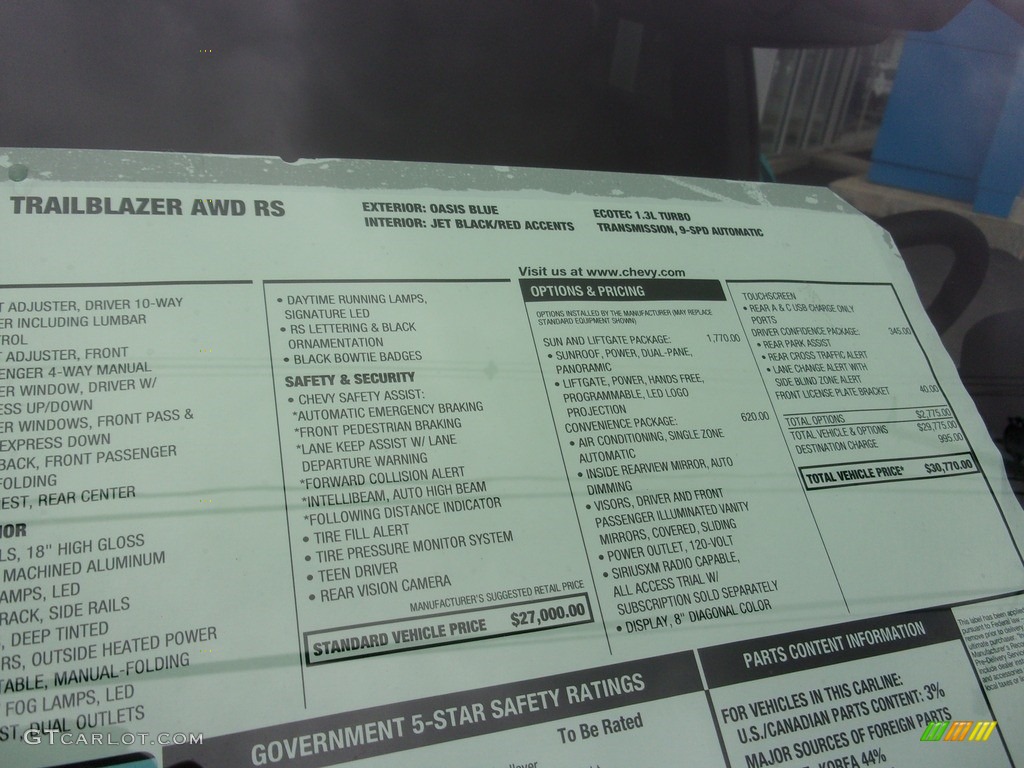 TRAILBLAZER AWD RS
EXTERIOR: OASIS BLUE
INTERIOR: JET BLACK/RED ACCENTS
ECOTEC 1.3L TURBO
TRANSMISSION, 9-SPD AUTOMATIC
T ADJUSTER, DRIVER 10-WAY
ER INCLUDING LUMBAR
TROL
T ADJUSTER, FRONT
ENGER 4-WAY MANUAL
ER WINDOW, DRIVER W/
ESS UP/DOWN
ER WINDOWS, FRONT PASS &
EXPRESS DOWN
BACK, FRONT PASSENGER
FOLDING
EST, REAR CENTER
IOR
LS, 18" HIGH GLOSS
MACHINED ALUMINUM
AMPS, LED
RACK, SIDE RAILS
, DEEP TINTED
RS, OUTSIDE HEATED POWER
TABLE, MANUAL-FOLDING
FOG LAMPS, LED
ST, DUAL OUTLETS
• DAYTIME RUNNING LAMPS,
SIGNATURE LED
• RS LETTERING & BLACK
ORNAMENTATION
• BLACK BOWTIE BADGES
SAFETY & SECURITY
• CHEVY SAFETY ASSIST:
*AUTOMATIC EMERGENCY BRAKING
*FRONT PEDESTRIAN BRAKING
*LANE KEEP ASSIST W/ LANE
DEPARTURE WARNING
*FORWARD COLLISION ALERT
*INTELLIBEAM, AUTO HIGH BEAM
*FOLLOWING DISTANCE INDICATOR
• TIRE FILL ALERT
• TIRE PRESSURE MONITOR SYSTEM
• TEEN DRIVER
• REAR VISION CAMERA
MANUFACTURER'S SUGGESTED RETAIL PRICE
STANDARD VEHICLE PRICE $27,000.00
Visit us at www.chevy.com
OPTIONS & PRICING
OPTIONS INSTALLED BY THE MANUFACTURER (MAY REPLACE
STANDARD EQUIPMENT SHOWN)
SUN AND LIFTGATE PACKAGE: 1,770.00
• SUNROOF, POWER, DUAL-PANE,
PANORAMIC
• LIFTGATE, POWER, HANDS FREE,
PROGRAMMABLE, LED LOGO
PROJECTION
CONVENIENCE PACKAGE: 620.00
• AIR CONDITIONING, SINGLE ZONE
AUTOMATIC
• INSIDE REARVIEW MIRROR, AUTO
DIMMING
• VISORS, DRIVER AND FRONT
PASSENGER ILLUMINATED VANITY
MIRRORS, COVERED, SLIDING
• POWER OUTLET, 120-VOLT
• SIRIUSXM RADIO CAPABLE,
ALL ACCESS TRIAL W/
SUBSCRIPTION SOLD SEPARATELY
• DISPLAY, 8" DIAGONAL COLOR
TOUCHSCREEN
• REAR A & C USB CHARGE ONLY
PORTS
DRIVER CONFIDENCE PACKAGE: 345.00
• REAR PARK ASSIST
• REAR CROSS TRAFFIC ALERT
• LANE CHANGE ALERT WITH
SIDE BLIND ZONE ALERT
FRONT LICENSE PLATE BRACKET 40.00
TOTAL OPTIONS $2,775.00
TOTAL VEHICLE & OPTIONS $29,775.00
DESTINATION CHARGE 995.00
TOTAL VEHICLE PRICE* $30,770.00
GOVERNMENT 5-STAR SAFETY RATINGS
To Be Rated
PARTS CONTENT INFORMATION
FOR VEHICLES IN THIS CARLINE:
U.S./CANADIAN PARTS CONTENT: 3%
MAJOR SOURCES OF FOREIGN PARTS
KOREA 44%
This label has been applied
pursuant to Federal law
GTCARLOT.COM